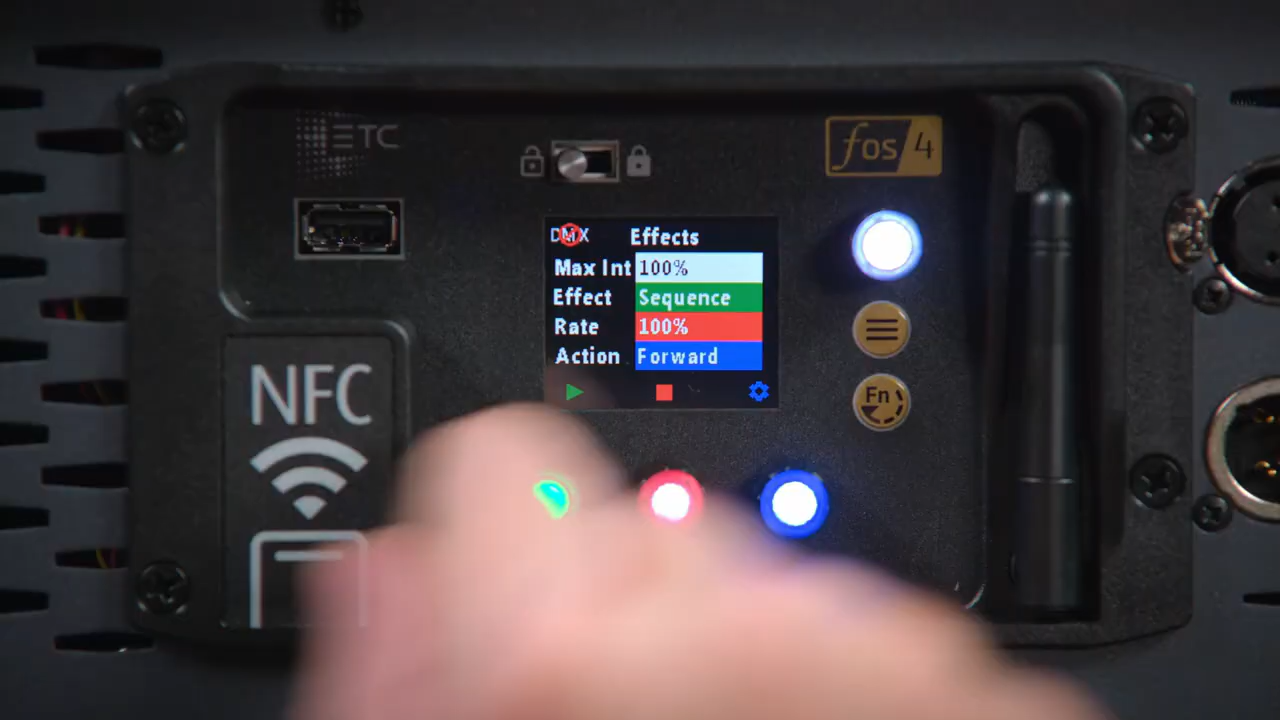 ETC
fos/4
DMX Effects
Max Int 100%
Effect Sequence
Rate 100%
Action Forward
NFC
Fn